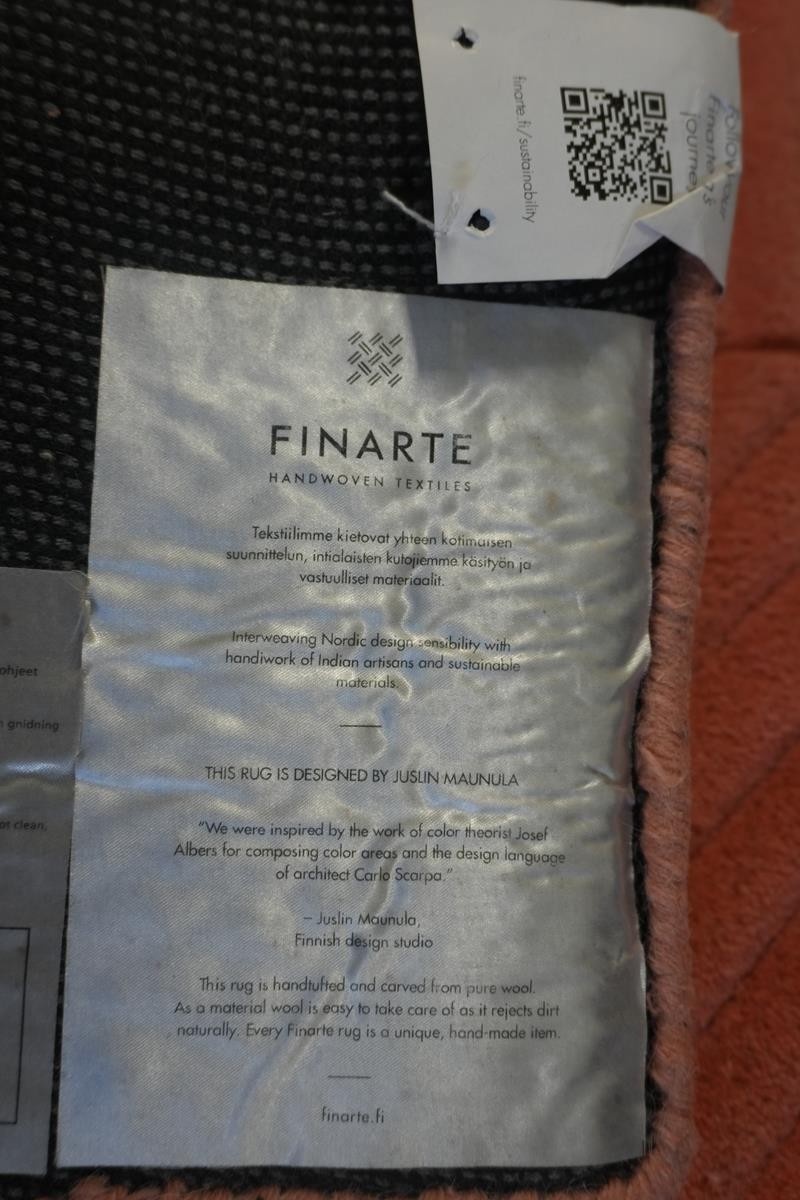 follow your
Finarte's
journey
finarte.fi/sustainability
FINARTE
HANDWOVEN TEXTILES
Tekstiilimme kietovat yhteen kotimaisen
suunnittelun, intialaisten kutojiemme käsityön ja
vastuulliset materiaalit.
Interweaving Nordic design sensibility with
handiwork of Indian artisans and sustainable
materials.
THIS RUG IS DESIGNED BY JUSLIN MAUNULA
"We were inspired by the work of color theorist Josef
Albers for composing color areas and the design language
of architect Carlo Scarpa."
– Juslin Maunula,
Finnish design studio
This rug is handtufted and carved from pure wool.
As a material wool is easy to take care of as it rejects dirt
naturally. Every Finarte rug is a unique, hand-made item.
finarte.fi
ohjeet
gnidning
clean,